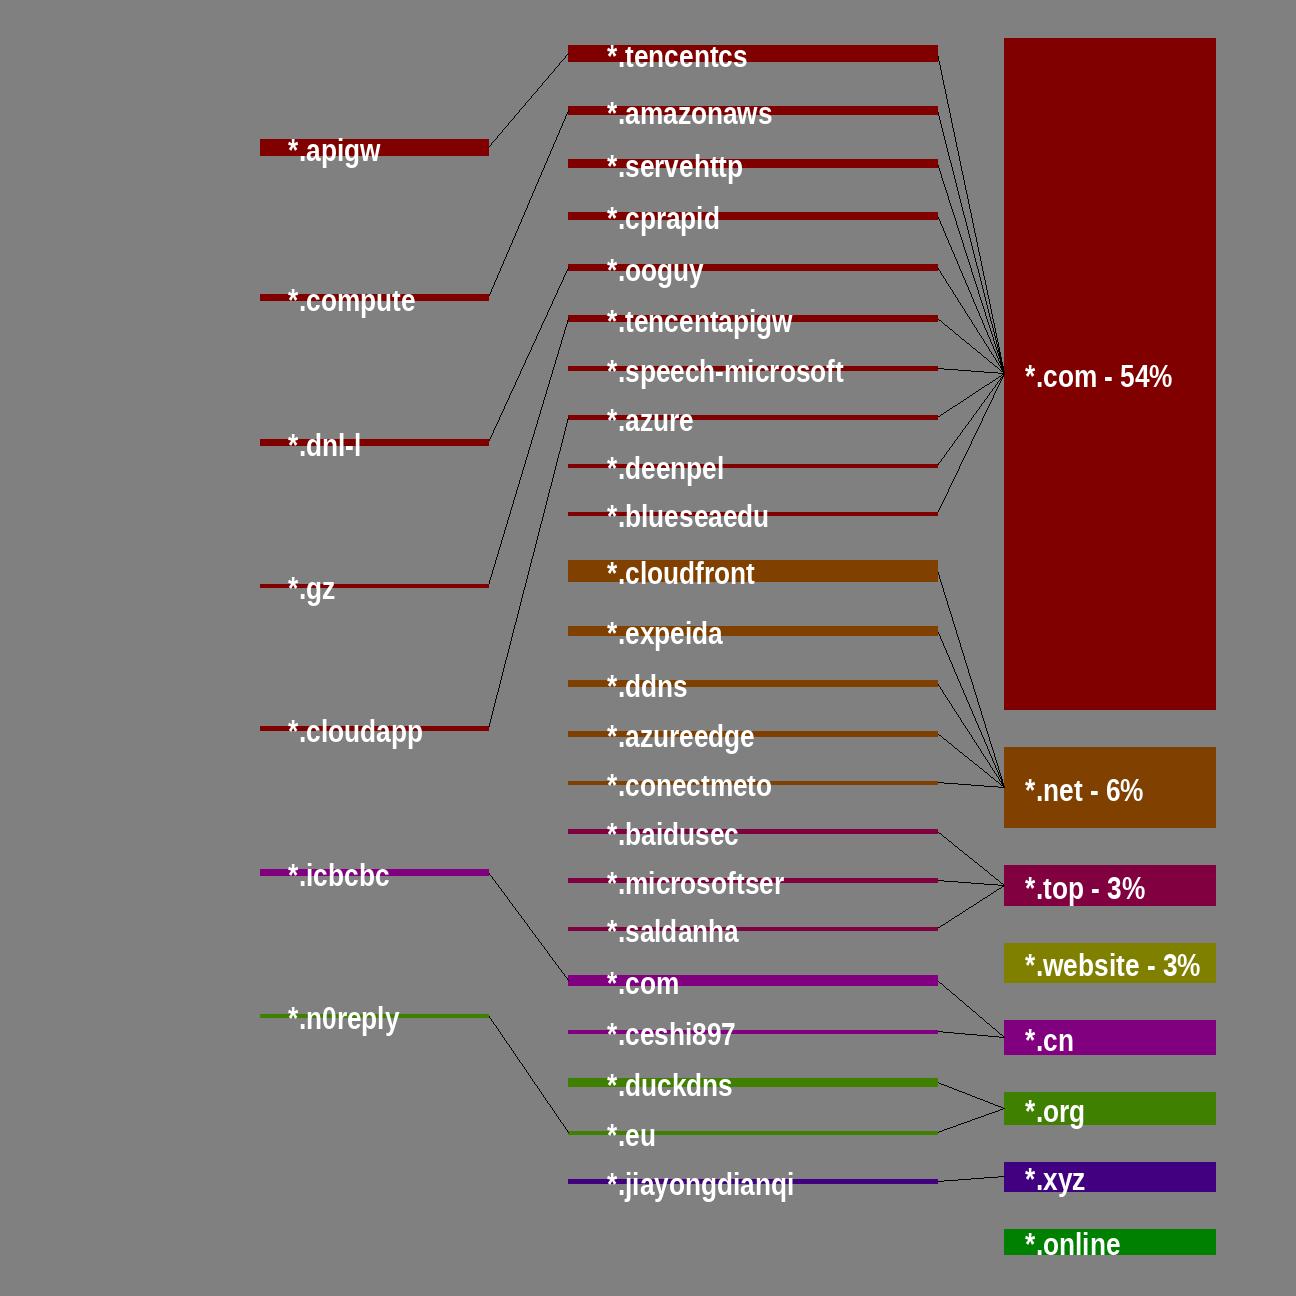 *.apigw
*.compute
*.dnl-l
*.gz
*.cloudapp
*.icbcbc
*.n0reply
*.tencentcs
*.amazonaws
*.servehttp
*.cprapid
*.ooguy
*.tencentapigw
*.speech-microsoft
*.azure
*.deenpel
*.blueseaedu
*.cloudfront
*.expeida
*.ddns
*.azureedge
*.conectmeto
*.baidusec
*.microsoftser
*.saldanha
*.com
*.ceshi897
*.duckdns
*.eu
*.jiayongdianqi
*.com - 54%
*.net - 6%
*.top - 3%
*.website - 3%
*.cn
*.org
*.xyz
*.online